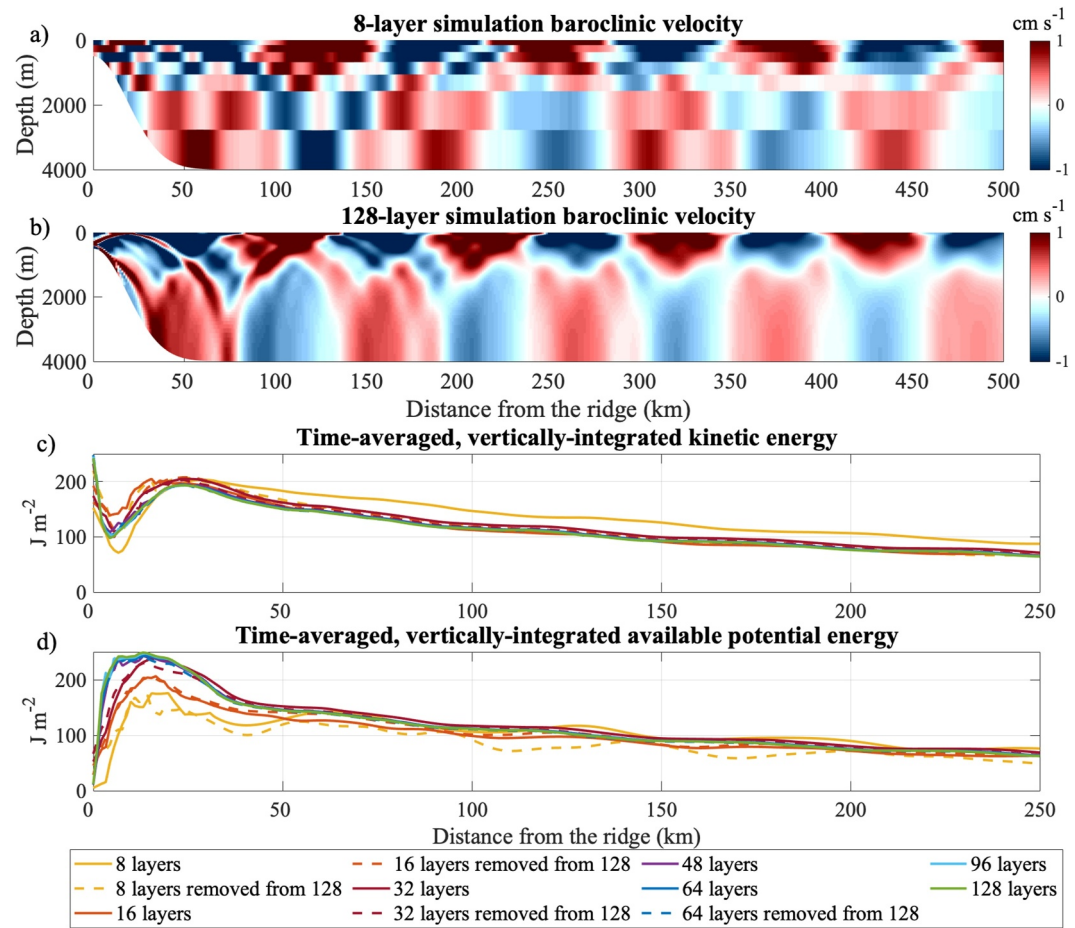 8-layer simulation baroclinic velocity
cm s-1
a)
0
2000
4000
Depth (m)
1
0
-1
0 50 100 150 200 250 300 350 400 450 500
128-layer simulation baroclinic velocity
cm s-1
b)
0
2000
4000
Depth (m)
1
0
-1
0 50 100 150 200 250 300 350 400 450 500
Distance from the ridge (km)
Time-averaged, vertically-integrated kinetic energy
c)
200
100
0
J m-2
0 50 100 150 200 250
Time-averaged, vertically-integrated available potential energy
d)
200
100
0
J m-2
0 50 100 150 200 250
Distance from the ridge (km)
8 layers
8 layers removed from 128
16 layers
16 layers removed from 128
32 layers
32 layers removed from 128
48 layers
64 layers
64 layers removed from 128
96 layers
128 layers